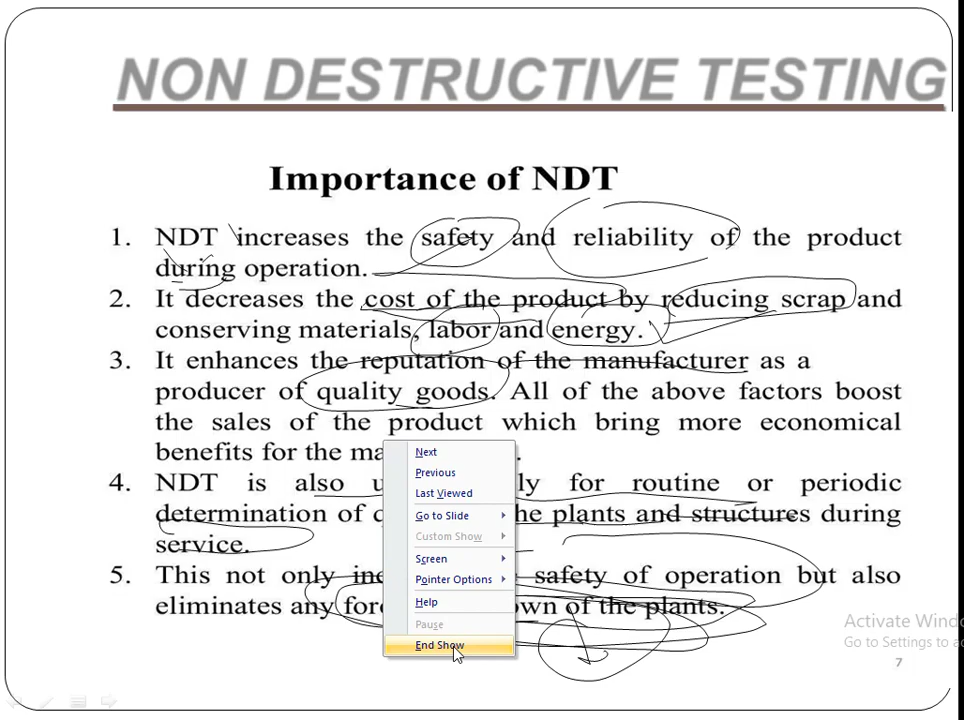 NON DESTRUCTIVE TESTING
Importance of NDT
1. NDT increases the safety and reliability of the product
during operation.
2. It decreases the cost of the product by reducing scrap and
conserving materials, labor and energy.
3. It enhances the reputation of the manufacturer as a
producer of quality goods. All of the above factors boost
the sales of the product which bring more economical
benefits for the ma
4. NDT is also u ly for routine or periodic
determination of the plants and structures during
service.
5. This not only safety of operation but also
eliminates any of the plants.
Next
Previous
Last Viewed
Go to Slide
Custom Show
Screen
Pointer Options
Help
Pause
End Show
Activate Windo
Go to Settings to a
7